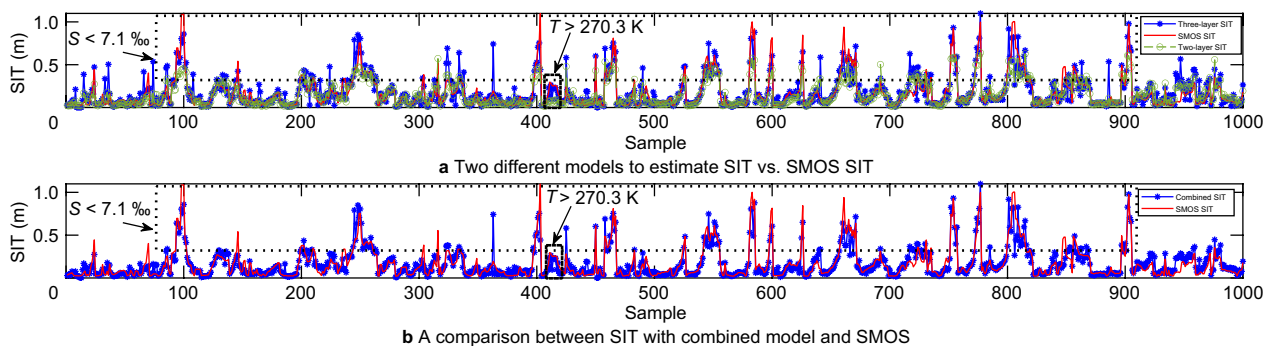 SIT (m)
1.0
0.5
0
S < 7.1 ‰
T > 270.3 K
Three-layer SIT
SMOS SIT
Two-layer SIT
100 200 300 400 500 600 700 800 900 1000
Sample
a Two different models to estimate SIT vs. SMOS SIT
SIT (m)
1.0
0.5
0
S < 7.1 ‰
T > 270.3 K
Combined SIT
SMOS SIT
100 200 300 400 500 600 700 800 900 1000
Sample
b A comparison between SIT with combined model and SMOS